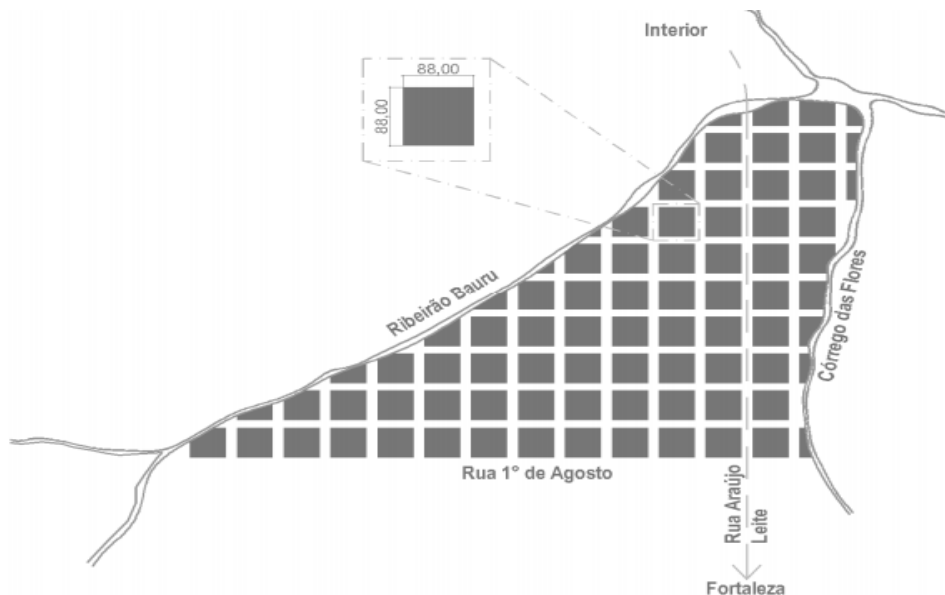 Interior
88,00
88,00
Ribeirão Bauru
Córrego das Flores
Rua 1° de Agosto
Rua Araújo
Leite
Fortaleza